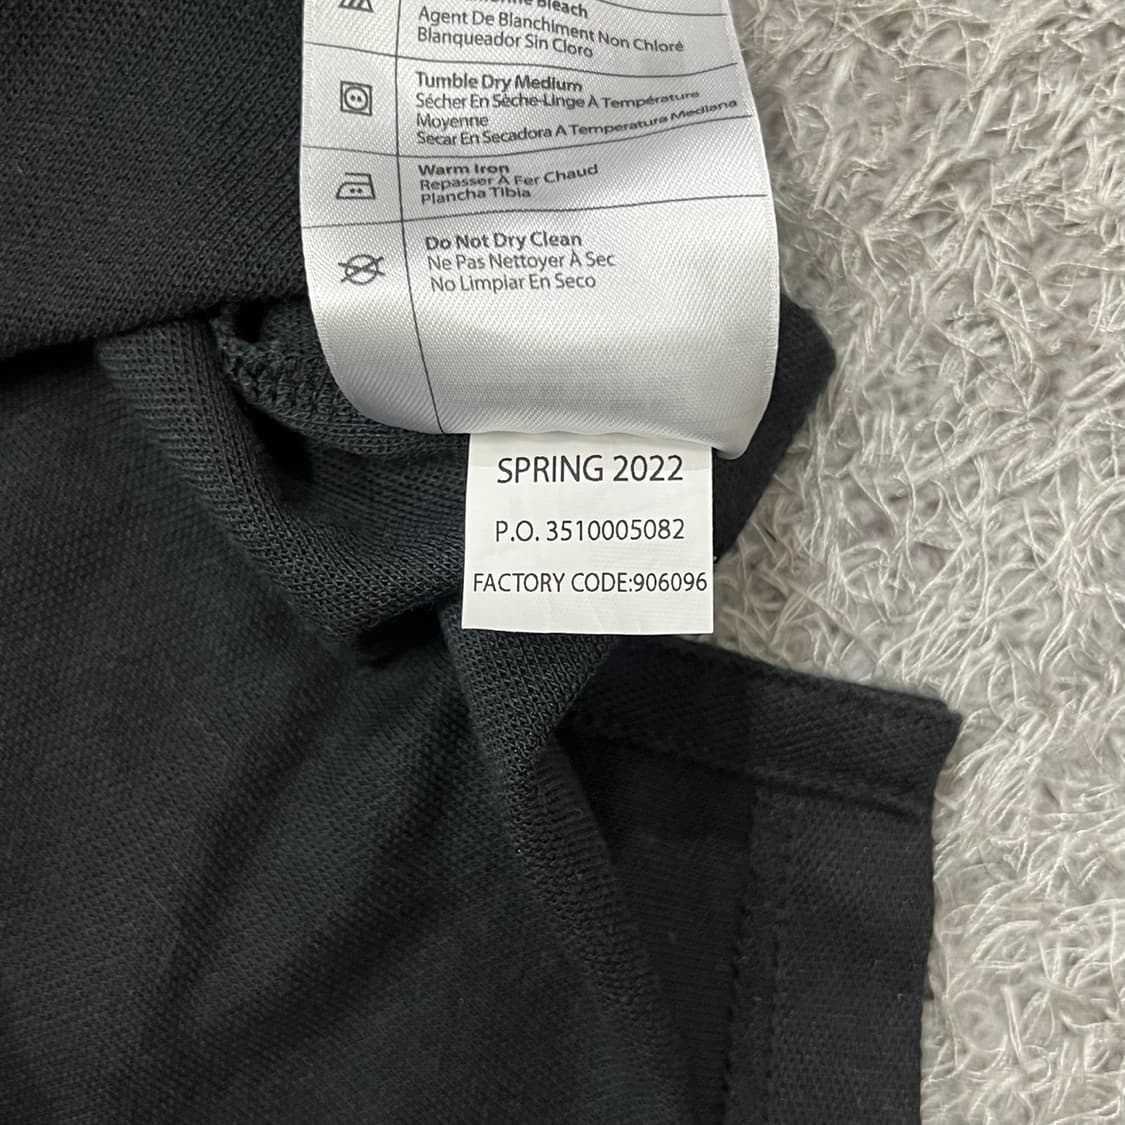 Bleach
Agent De Blanchiment Non Chloré
Blanqueador Sin Cloro
Tumble Dry Medium
Sécher En Sèche-Linge À Température
Moyenne
Secar En Secadora A Temperatura Mediana
Warm Iron
Repasser À Fer Chaud
Plancha Tibia
Do Not Dry Clean
Ne Pas Nettoyer À Sec
No Limpiar En Seco
SPRING 2022
P.O. 3510005082
FACTORY CODE:906096